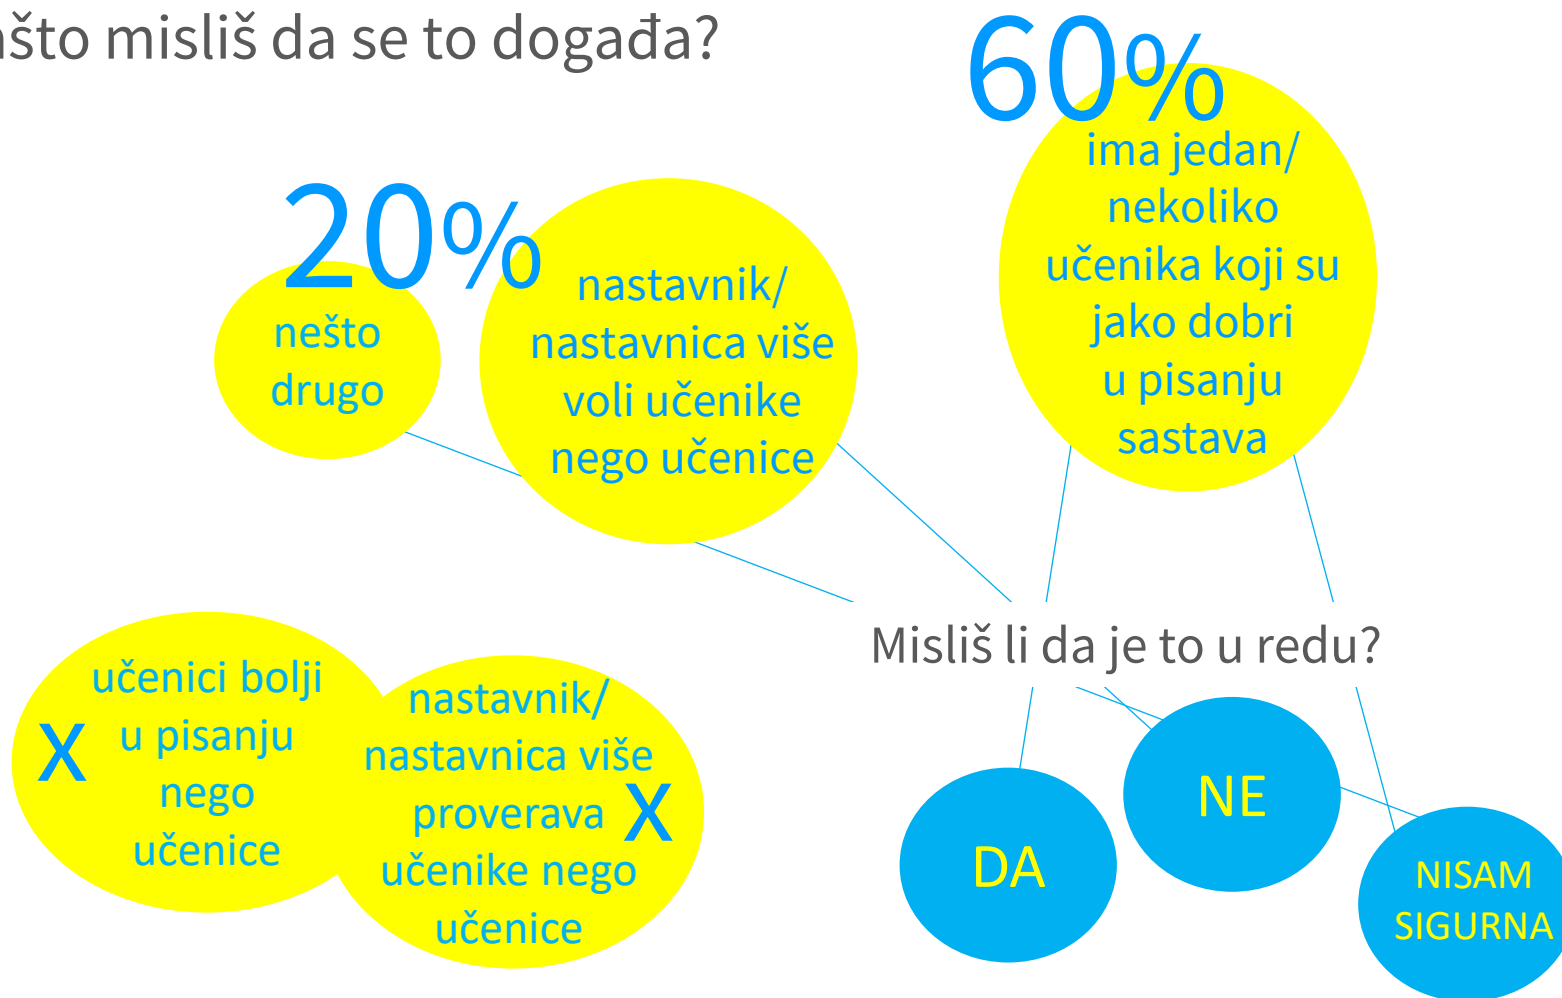 ašto misliš da se to događa?
60%
ima jedan/
nekoliko
učenika koji su
jako dobri
u pisanju
sastava
20%
nešto
drugo
nastavnik/
nastavnica više
voli učenike
nego učenice
Misliš li da je to u redu?
učenici bolji
u pisanju
nego
učenice
X
nastavnik/
nastavnica više
proverava
učenike nego
učenice
X
DA
NE
NISAM
SIGURNA